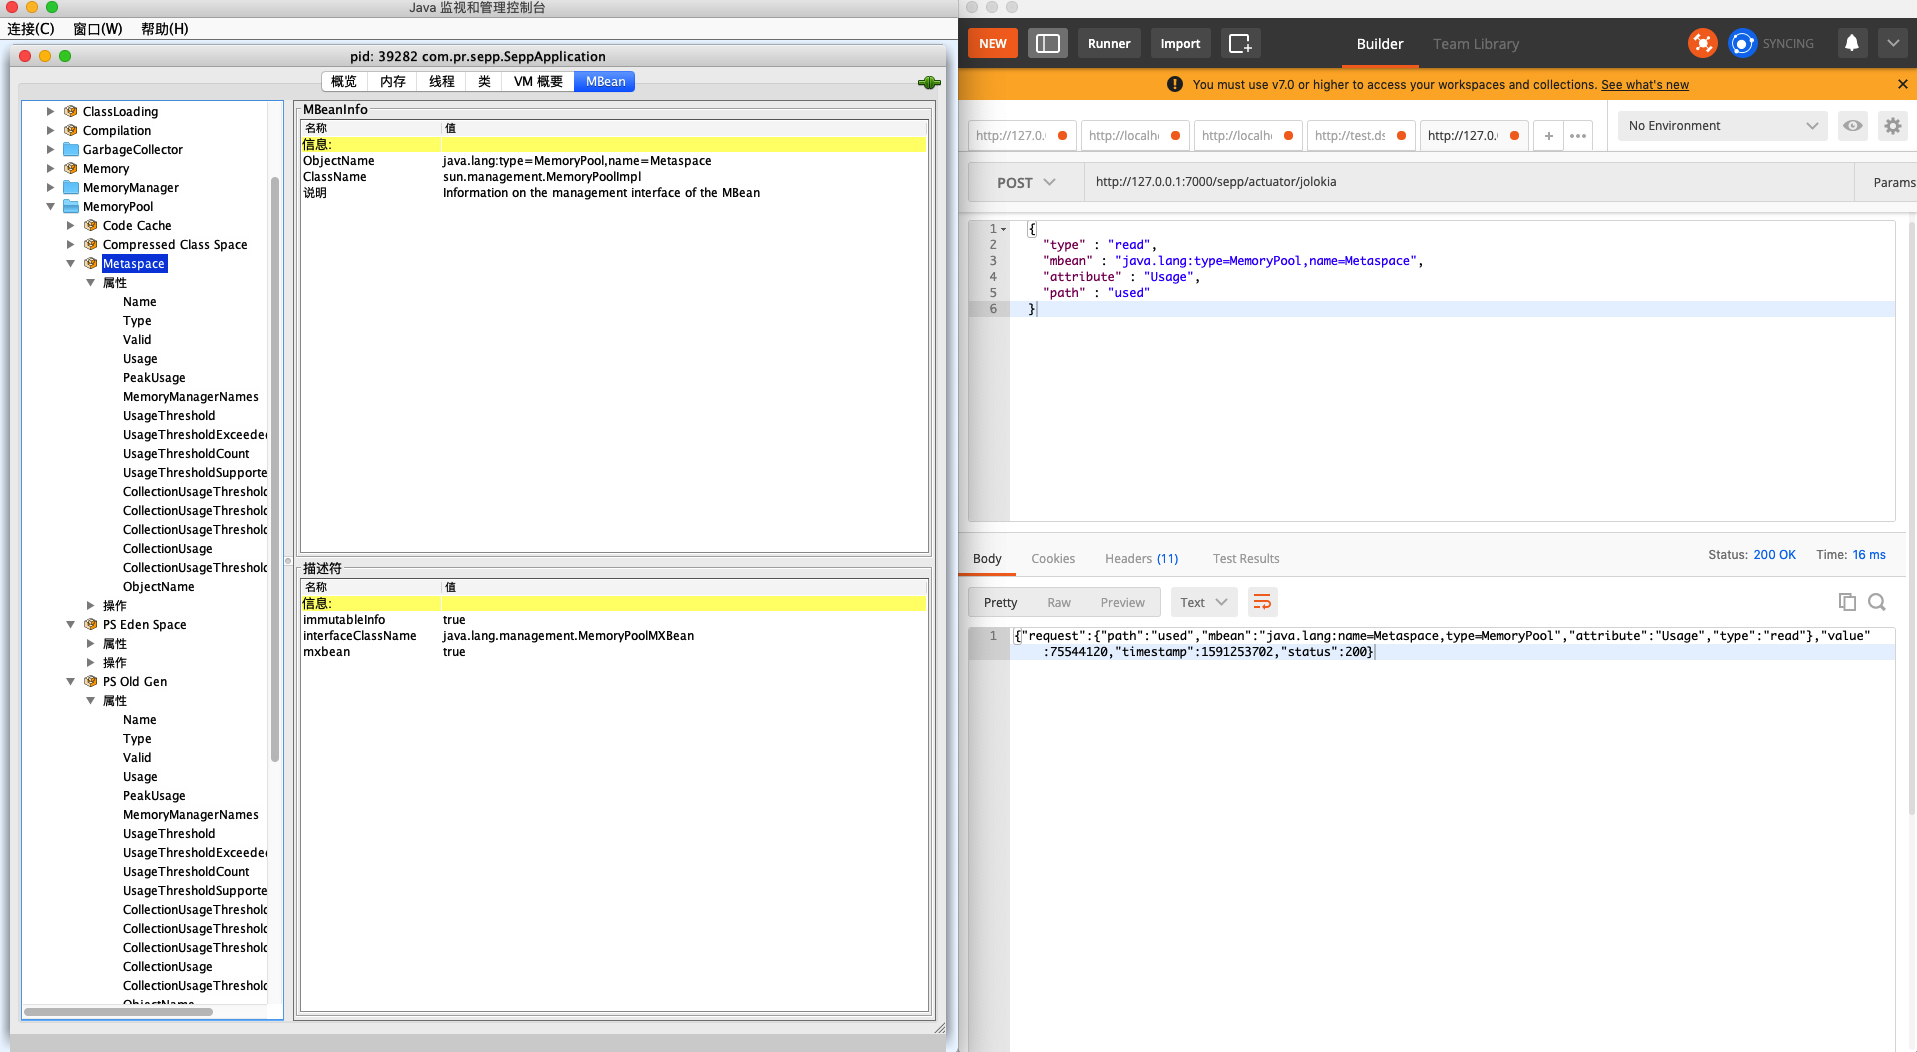 Java 监视和管理控制台
连接(C) 窗口(W) 帮助(H)
pid: 39282 com.pr.sepp.SeppApplication
概览 内存 线程 类 VM 概要 MBean
ClassLoading
Compilation
GarbageCollector
Memory
MemoryManager
MemoryPool
Code Cache
Compressed Class Space
Metaspace
属性
Name
Type
Valid
Usage
PeakUsage
MemoryManagerNames
UsageThreshold
UsageThresholdExceeded
UsageThresholdCount
UsageThresholdSupporte
CollectionUsageThreshold
CollectionUsageThreshold
CollectionUsageThreshold
CollectionUsage
CollectionUsageThreshold
ObjectName
操作
PS Eden Space
属性
操作
PS Old Gen
属性
Name
Type
Valid
Usage
PeakUsage
MemoryManagerNames
UsageThreshold
UsageThresholdExceeded
UsageThresholdCount
UsageThresholdSupporte
CollectionUsageThreshold
CollectionUsageThreshold
CollectionUsageThreshold
CollectionUsage
CollectionUsageThreshold
ObjectName
MBeanInfo
名称 值
信息:
ObjectName java.lang:type=MemoryPool,name=Metaspace
ClassName sun.management.MemoryPoolImpl
说明 Information on the management interface of the MBean
描述符
名称 值
信息:
immutableInfo true
interfaceClassName java.lang.management.MemoryPoolMXBean
mxbean true
NEW Runner Import Builder Team Library SYNCING
You must use v7.0 or higher to access your workspaces and collections. See what's new
http://127.0. http://localh http://localh http://test.ds http://127.0. + ••• No Environment
POST http://127.0.0.1:7000/sepp/actuator/jolokia Params
1 {
2 "type" : "read",
3 "mbean" : "java.lang:type=MemoryPool,name=Metaspace",
4 "attribute" : "Usage",
5 "path" : "used"
6 }
Body Cookies Headers (11) Test Results Status: 200 OK Time: 16 ms
Pretty Raw Preview Text
1 {"request":{"path":"used","mbean":"java.lang:name=Metaspace,type=MemoryPool","attribute":"Usage","type":"read"},"value"
:75544120,"timestamp":1591253702,"status":200}